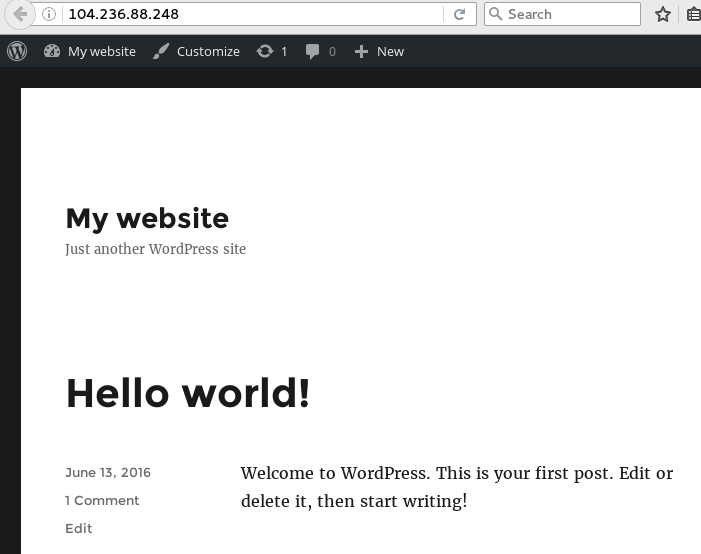 104.236.88.248 Search
My website Customize 1 0 New
My website
Just another WordPress site
Hello world!
June 13, 2016
1 Comment
Edit
Welcome to WordPress. This is your first post. Edit or
delete it, then start writing!